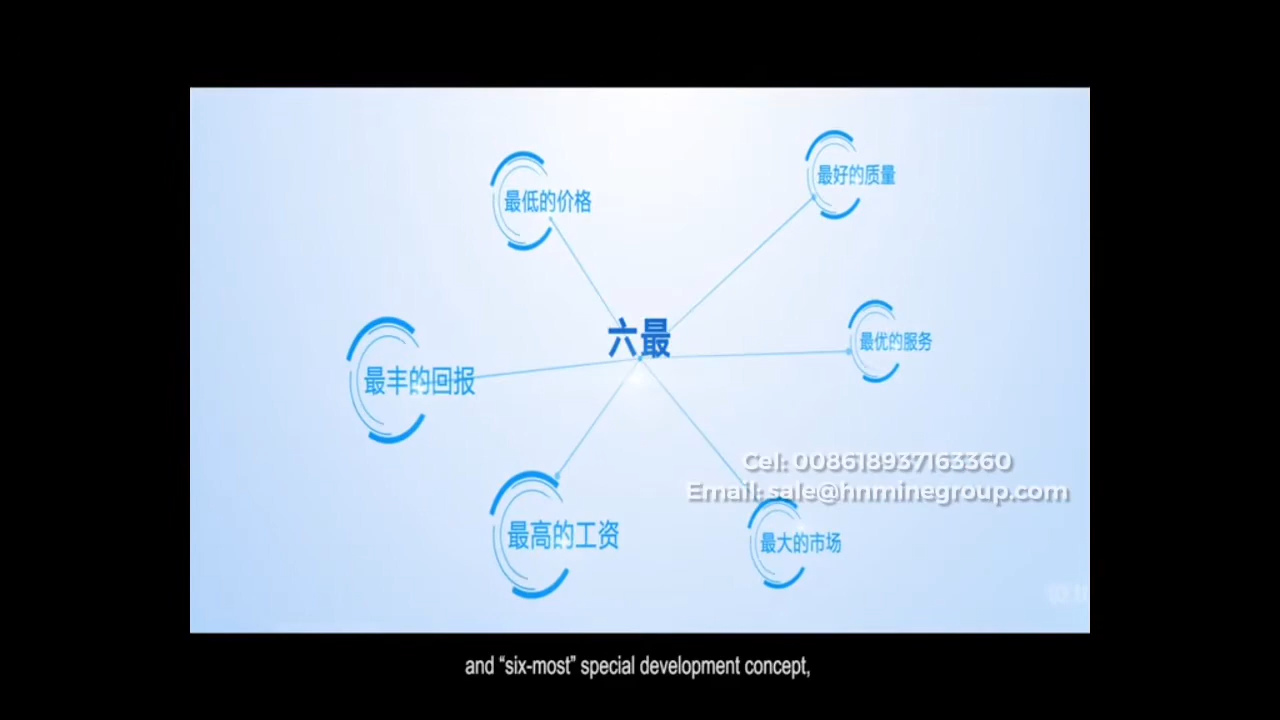 最好的质量
最低的价格
六最
最优的服务
最丰的回报
Cel: 008618937163360
Email: sale@hnminegroup.com
最高的工资
最大的市场
and “six-most” special development concept,